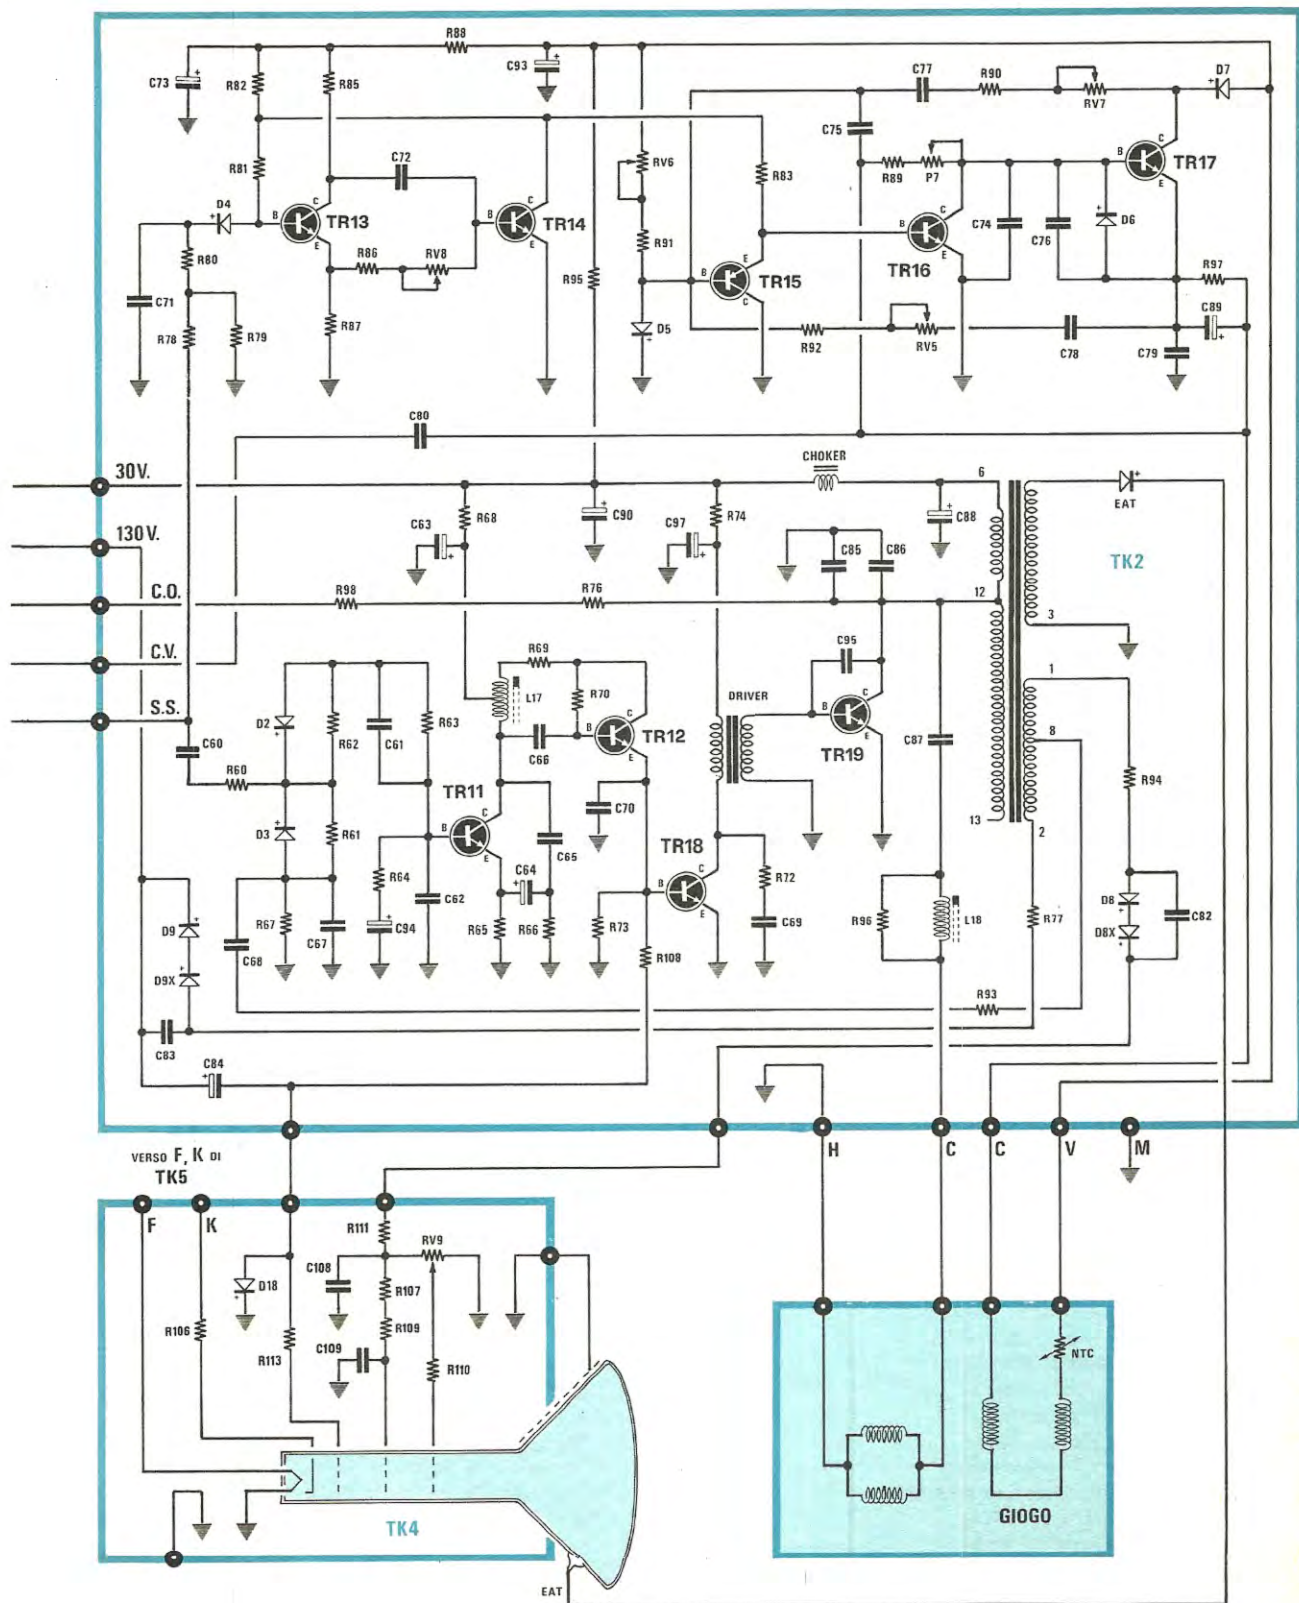 R88
C73
R82
R85
C93
C77
R90
RV7
D7
C75
R81
C72
RV6
R83
R89
P7
B
C
E
TR17
D4
B
C
E
TR13
B
C
E
TR14
R91
B
C
E
TR16
C74
C76
D6
R80
R86
RV8
R95
B
E
C
TR15
R97
C71
R78
R79
R87
D5
R92
RV5
C78
C79
C89
C80
30V.
CHOKER
6
EAT
R68
C63
C90
C97
R74
C88
130V.
C85
C86
TK2
C.O.
R98
R76
12
3
C.V.
R69
C95
1
L17
R70
DRIVER
S.S.
D2
R62
C61
R63
B
C
E
TR12
B
C
E
TR19
C87
8
C60
C66
R60
R94
TR11
C70
D3
R61
B
C
E
C65
TR18
13
2
R64
C64
B
C
E
R72
C62
D8
C82
D9
R67
C67
C94
R65
R66
R73
C69
R96
L18
R77
D8X
C68
R108
D9X
R93
C83
C84
H
C
C
V
M
VERSO F, K DI
TK5
F
K
R111
RV9
C108
D18
R107
R106
R109
R113
C109
R110
NTC
TK4
GIOGO
EAT